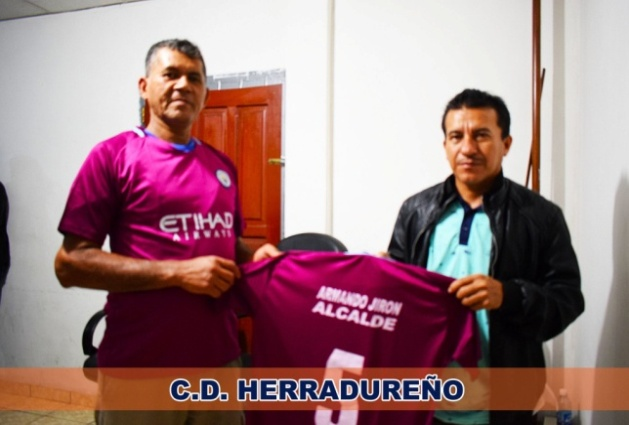 ETIHAD
AIRWAYS
ARMANDO JIRON
ALCALDE
5
C.D. HERRADUREÑO